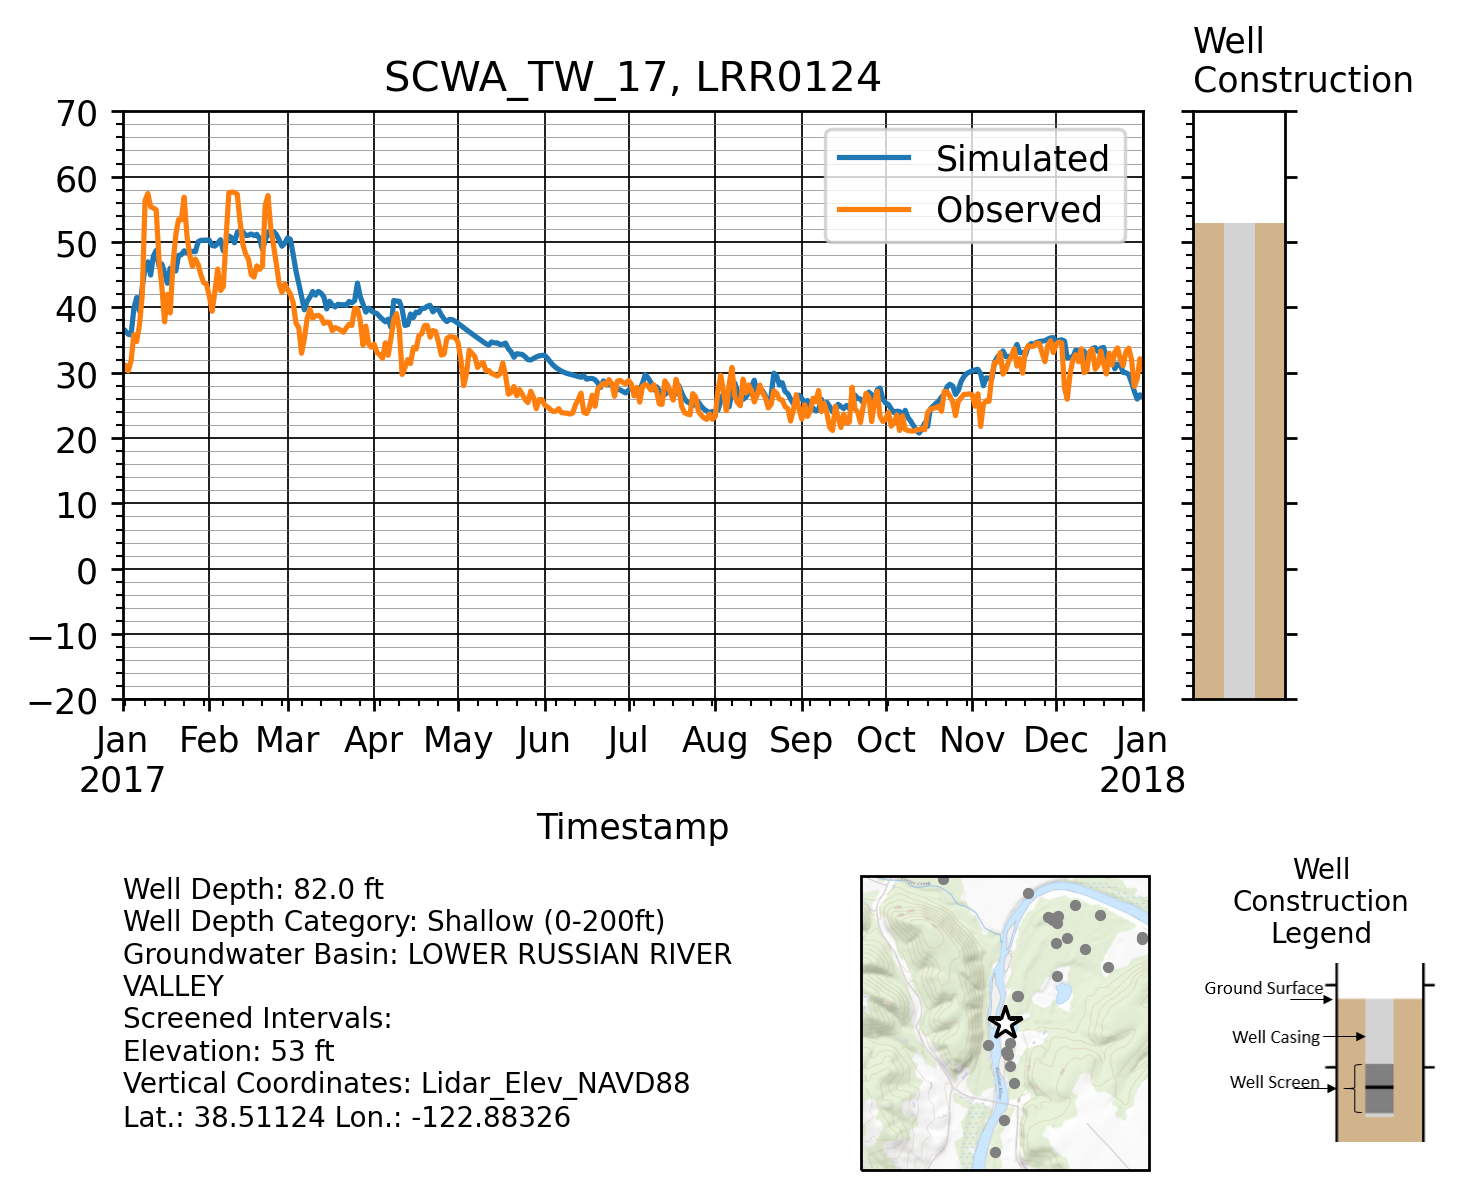 Well
Construction
SCWA_TW_17, LRR0124
70
60
50
40
30
20
10
0
−10
−20
Simulated
Observed
Jan Feb Mar Apr May Jun Jul Aug Sep Oct Nov Dec Jan
2017 2018
Timestamp
Well Depth: 82.0 ft
Well Depth Category: Shallow (0-200ft)
Groundwater Basin: LOWER RUSSIAN RIVER
VALLEY
Screened Intervals:
Elevation: 53 ft
Vertical Coordinates: Lidar_Elev_NAVD88
Lat.: 38.51124 Lon.: -122.88326
Well
Construction
Legend
Ground Surface
Well Casing
Well Screen